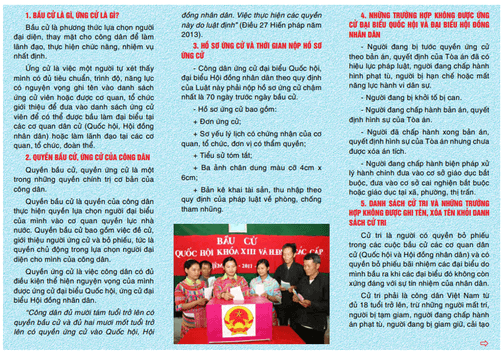 1. BẦU CỬ LÀ GÌ, ỨNG CỬ LÀ GÌ?
Bầu cử là phương thức lựa chọn người
đại diện, thay mặt cho công dân để làm
lãnh đạo, thực hiện chức năng, nhiệm vụ
nhất định.
Ứng cử là việc một người tự xét thấy
mình có đủ tiêu chuẩn, trình độ, năng lực
có nguyện vọng ghi tên vào danh sách
ứng cử viên hoặc được cơ quan, tổ chức
giới thiệu để đưa vào danh sách ứng cử
viên để có thể được bầu làm đại biểu tại
các cơ quan dân cử (Quốc hội, Hội đồng
nhân dân) hoặc làm lãnh đạo tại các cơ
quan, tổ chức, đoàn thể.
2. QUYỀN BẦU CỬ, ỨNG CỬ CỦA CÔNG DÂN
Quyền bầu cử, quyền ứng cử là một
trong những quyền chính trị cơ bản của
công dân.
Quyền bầu cử là quyền của công dân
thực hiện quyền lựa chọn người đại biểu
của mình vào cơ quan quyền lực nhà
nước. Quyền bầu cử bao gồm việc đề cử,
giới thiệu người ứng cử và bỏ phiếu, tức là
quyền chủ động trong lựa chọn người đại
diện cho mình.
Quyền ứng cử là việc công dân có đủ
điều kiện thể hiện nguyện vọng của mình
được ứng cử đại biểu Quốc hội, ứng cử đại
biểu Hội đồng nhân dân.
“Công dân đủ mười tám tuổi trở lên có
quyền bầu cử và đủ hai mươi mốt tuổi trở
lên có quyền ứng cử vào Quốc hội, Hội
đồng nhân dân. Việc thực hiện các quyền
này do luật định” (Điều 27 Hiến pháp năm
2013).
3. HỒ SƠ ỨNG CỬ VÀ THỜI GIAN NỘP HỒ SƠ
ỨNG CỬ
- Công dân ứng cử đại biểu Quốc hội,
đại biểu Hội đồng nhân dân theo quy định
của Luật này phải nộp hồ sơ ứng cử chậm
nhất là 70 ngày trước ngày bầu cử.
- Hồ sơ ứng cử bao gồm:
+ Đơn ứng cử;
+ Sơ yếu lý lịch có chứng nhận của cơ
quan, tổ chức, đơn vị có thẩm quyền;
+ Tiểu sử tóm tắt;
+ Ba ảnh chân dung màu cỡ 4cm x
6cm;
+ Bản kê khai tài sản, thu nhập theo
quy định của pháp luật về phòng, chống
tham nhũng.
BẦU CỬ
QUỐC HỘI KHÓA XIII VÀ H.ĐND CÁC CẤP
4. NHỮNG TRƯỜNG HỢP KHÔNG ĐƯỢC ỨNG
CỬ ĐẠI BIỂU QUỐC HỘI VÀ ĐẠI BIỂU HỘI ĐỒNG
NHÂN DÂN
- Người đang bị tước quyền ứng cử
theo bản án, quyết định của Tòa án đã có
hiệu lực pháp luật, người đang chấp hành
hình phạt tù, người bị hạn chế hoặc mất
năng lực hành vi dân sự.
- Người đang bị khởi tố bị can.
- Người đang chấp hành bản án, quyết
định hình sự của Tòa án.
- Người đã chấp hành xong bản án,
quyết định hình sự của Tòa án nhưng chưa
được xóa án tích.
- Người đang chấp hành biện pháp xử
lý hành chính đưa vào cơ sở giáo dục bắt
buộc, đưa vào cơ sở cai nghiện bắt buộc
hoặc giáo dục tại xã, phường, thị trấn.
5. DANH SÁCH CỬ TRI VÀ NHỮNG TRƯỜNG
HỢP KHÔNG ĐƯỢC GHI TÊN, XÓA TÊN KHỎI DANH
SÁCH CỬ TRI
Cử tri là người có quyền bỏ phiếu
trong các cuộc bầu cử các cơ quan dân
cử (Quốc hội và Hội đồng nhân dân) và có
quyền bỏ phiếu bãi nhiệm các đại biểu do
mình bầu ra khi các đại biểu đó không còn
xứng đáng với sự tín nhiệm của nhân dân.
Cử tri phải là công dân Việt Nam từ
đủ 18 tuổi trở lên, trừ những người mất trí,
người bị tạm giam, người đang chấp hành
án phạt tù, người đang bị giam giữ, cải tạo